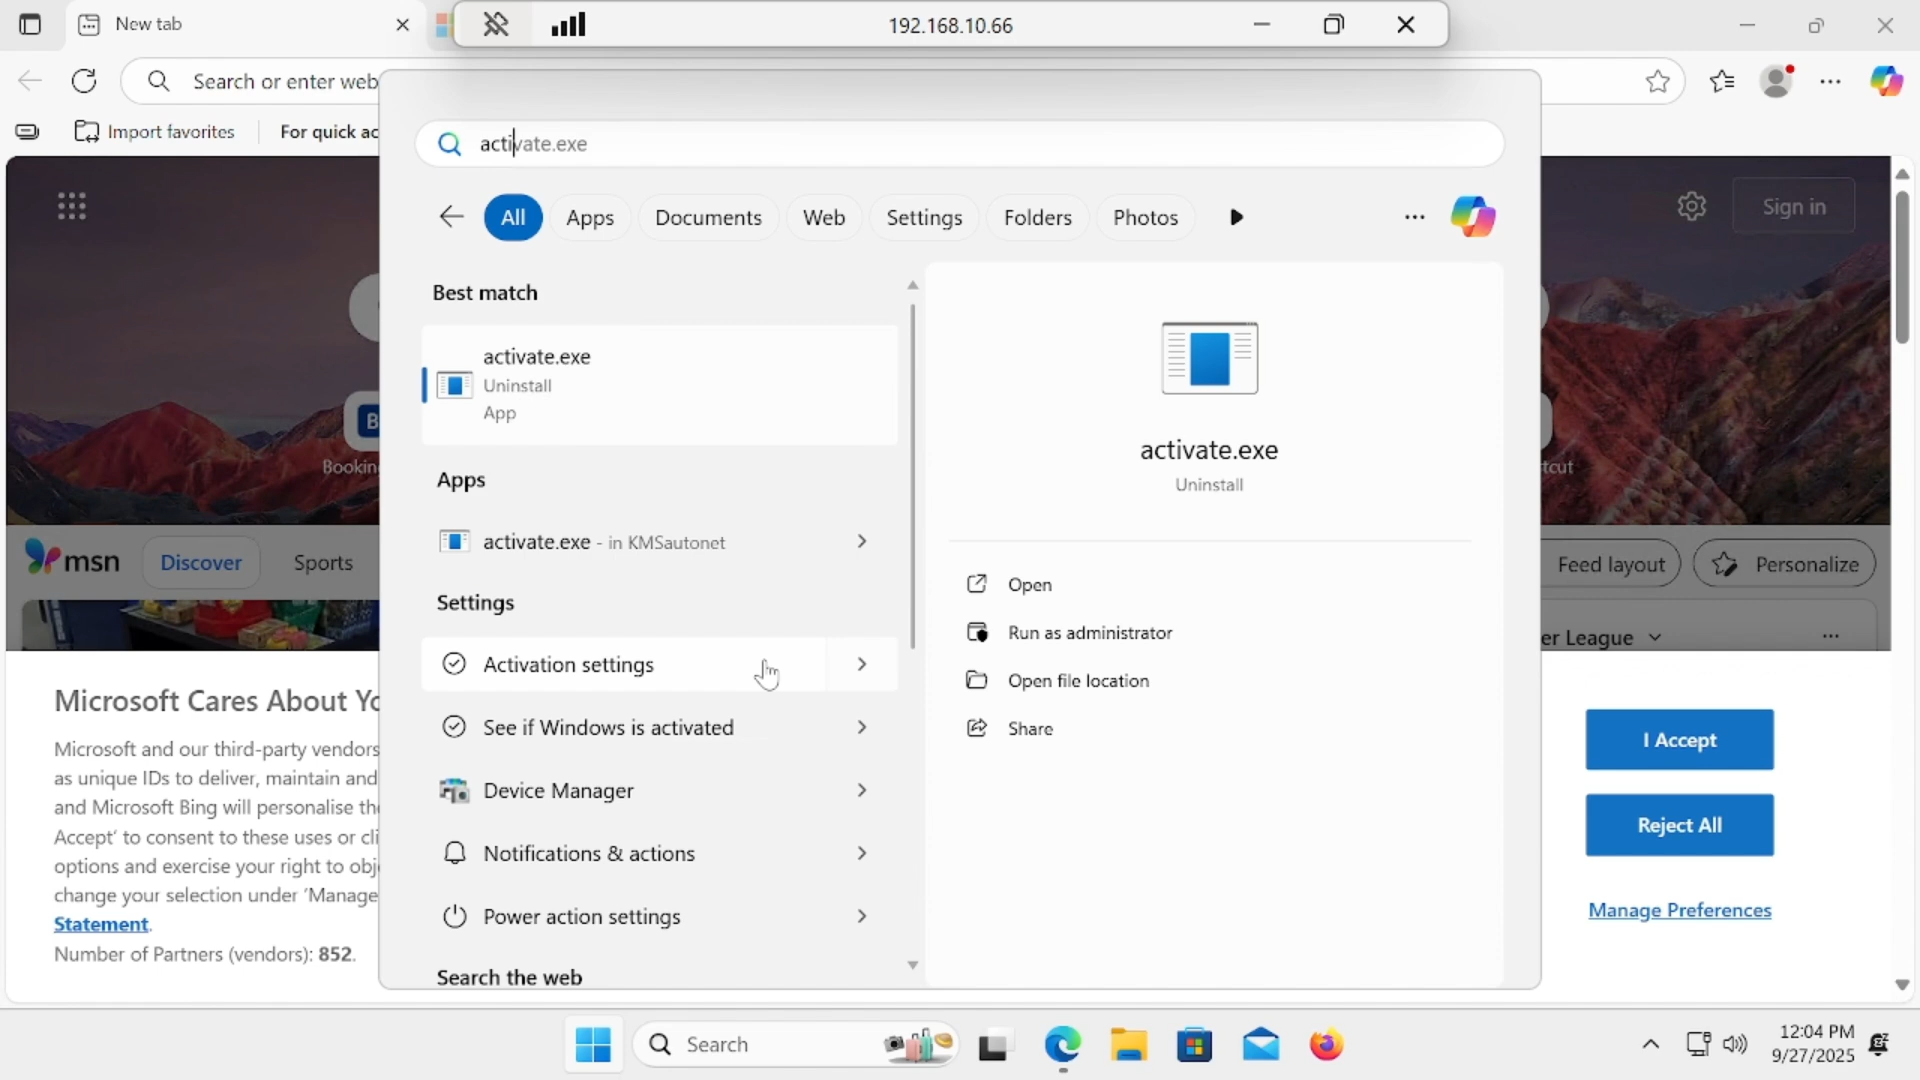 New tab
192.168.10.66
Search or enter web
Import favorites
For quick ac
activate.exe
All
Apps
Documents
Web
Settings
Folders
Photos
Sign in
Best match
activate.exe
Uninstall
App
activate.exe
Uninstall
Apps
activate.exe - in KMSautonet
Settings
Activation settings
See if Windows is activated
Device Manager
Notifications & actions
Power action settings
Search the web
Open
Run as administrator
Open file location
Share
B
Bookin
tcut
msn
Discover
Sports
Feed layout
Personalize
er League
Microsoft Cares About Yo
Microsoft and our third-party vendors
as unique IDs to deliver, maintain and
and Microsoft Bing will personalise the
Accept' to consent to these uses or cli
options and exercise your right to obj
change your selection under 'Manage
Statement.
Number of Partners (vendors): 852.
I Accept
Reject All
Manage Preferences
Search
12:04 PM
9/27/2025